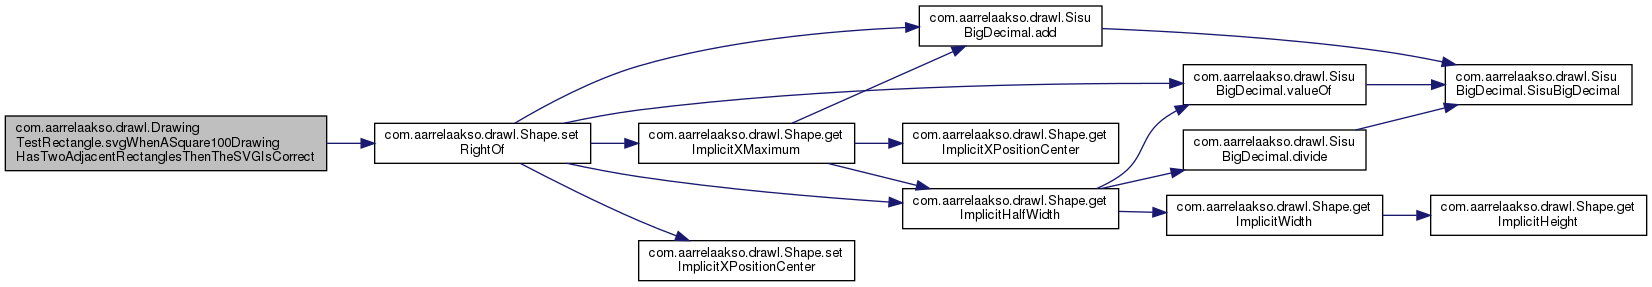 com.aarrelaakso.drawl.Drawing
TestRectangle.svgWhenASquare100Drawing
HasTwoAdjacentRectanglesThenTheSVGIsCorrect
com.aarrelaakso.drawl.Shape.set
RightOf
com.aarrelaakso.drawl.Shape.get
ImplicitXMaximum
com.aarrelaakso.drawl.Shape.set
ImplicitXPositionCenter
com.aarrelaakso.drawl.Sisu
BigDecimal.add
com.aarrelaakso.drawl.Shape.get
ImplicitXPositionCenter
com.aarrelaakso.drawl.Shape.get
ImplicitHalfWidth
com.aarrelaakso.drawl.Sisu
BigDecimal.valueOf
com.aarrelaakso.drawl.Sisu
BigDecimal.divide
com.aarrelaakso.drawl.Shape.get
ImplicitWidth
com.aarrelaakso.drawl.Sisu
BigDecimal.SisuBigDecimal
com.aarrelaakso.drawl.Shape.get
ImplicitHeight